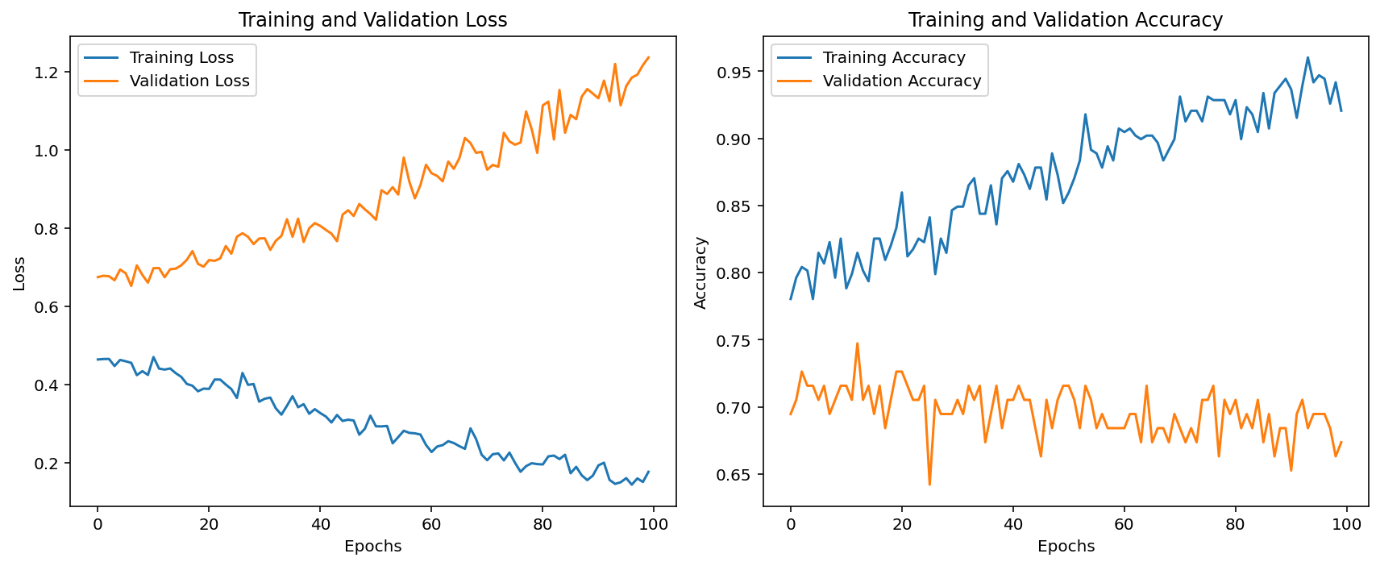 Training and Validation Loss
Training Loss
Validation Loss
1.2
1.0
0.8
0.6
0.4
0.2
Loss
0
20
40
60
80
100
Epochs
Training and Validation Accuracy
Training Accuracy
Validation Accuracy
0.95
0.90
0.85
0.80
0.75
0.70
0.65
Accuracy
0
20
40
60
80
100
Epochs